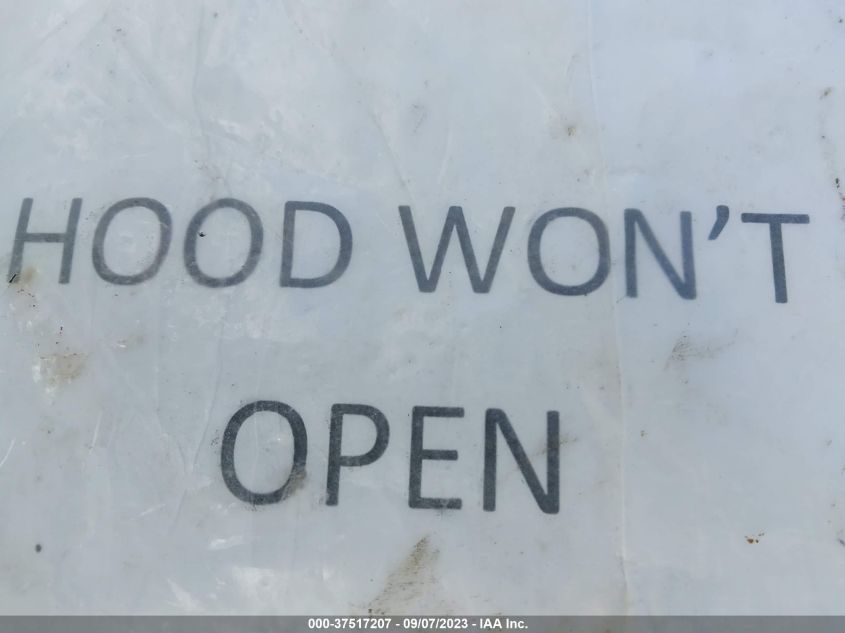 HOOD WON'T
OPEN
000-37517207 - 09/07/2023 - IAA Inc.